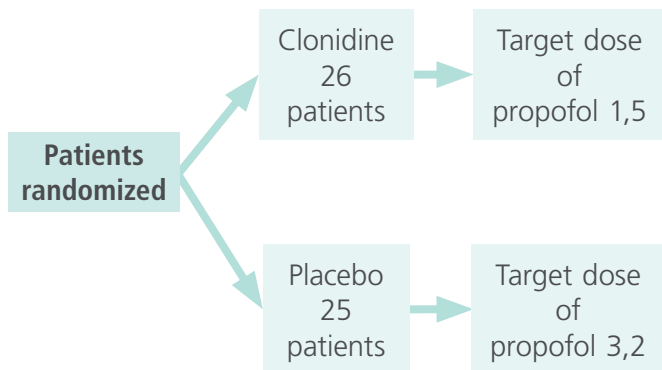 Patients
randomized
Clonidine
26
patients
Target dose
of
propofol 1,5
Placebo
25
patients
Target dose
of
propofol 3,2